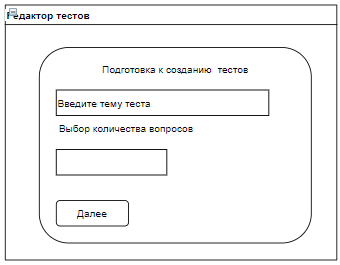 Редактор тестов
Подготовка к созданию тестов
Введите тему теста
Выбор количества вопросов
Далее